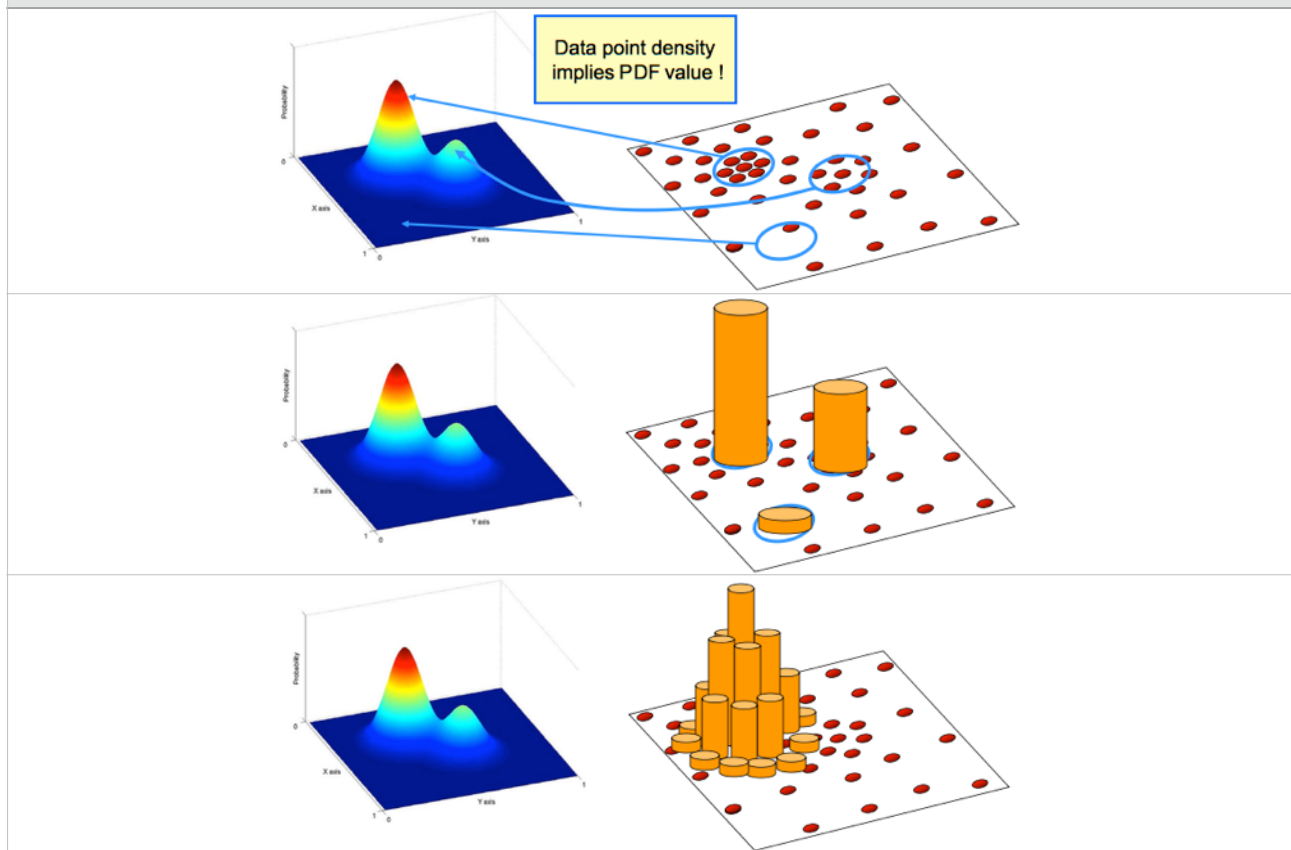 Data point density
implies PDF value !
Probability
0
X axis
1
0
Y axis
1
Probability
0
X axis
1
0
Y axis
1
Probability
0
X axis
1
0
Y axis
1